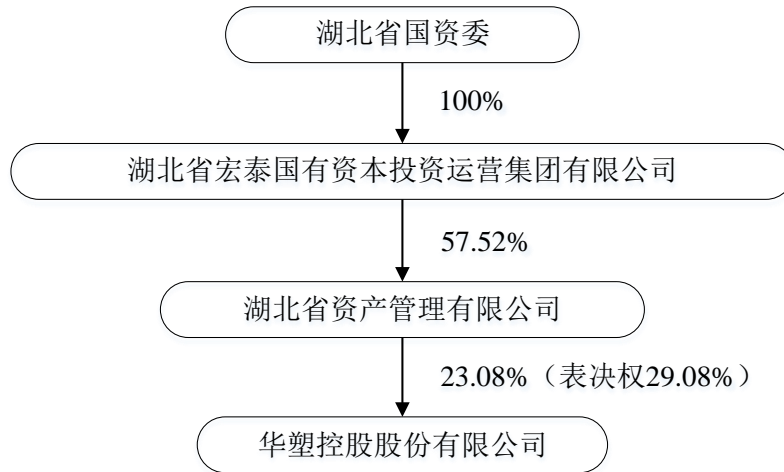 湖北省国资委
100%
湖北省宏泰国有资本投资运营集团有限公司
57.52%
湖北省资产管理有限公司
23.08%（表决权29.08%）
华塑控股股份有限公司